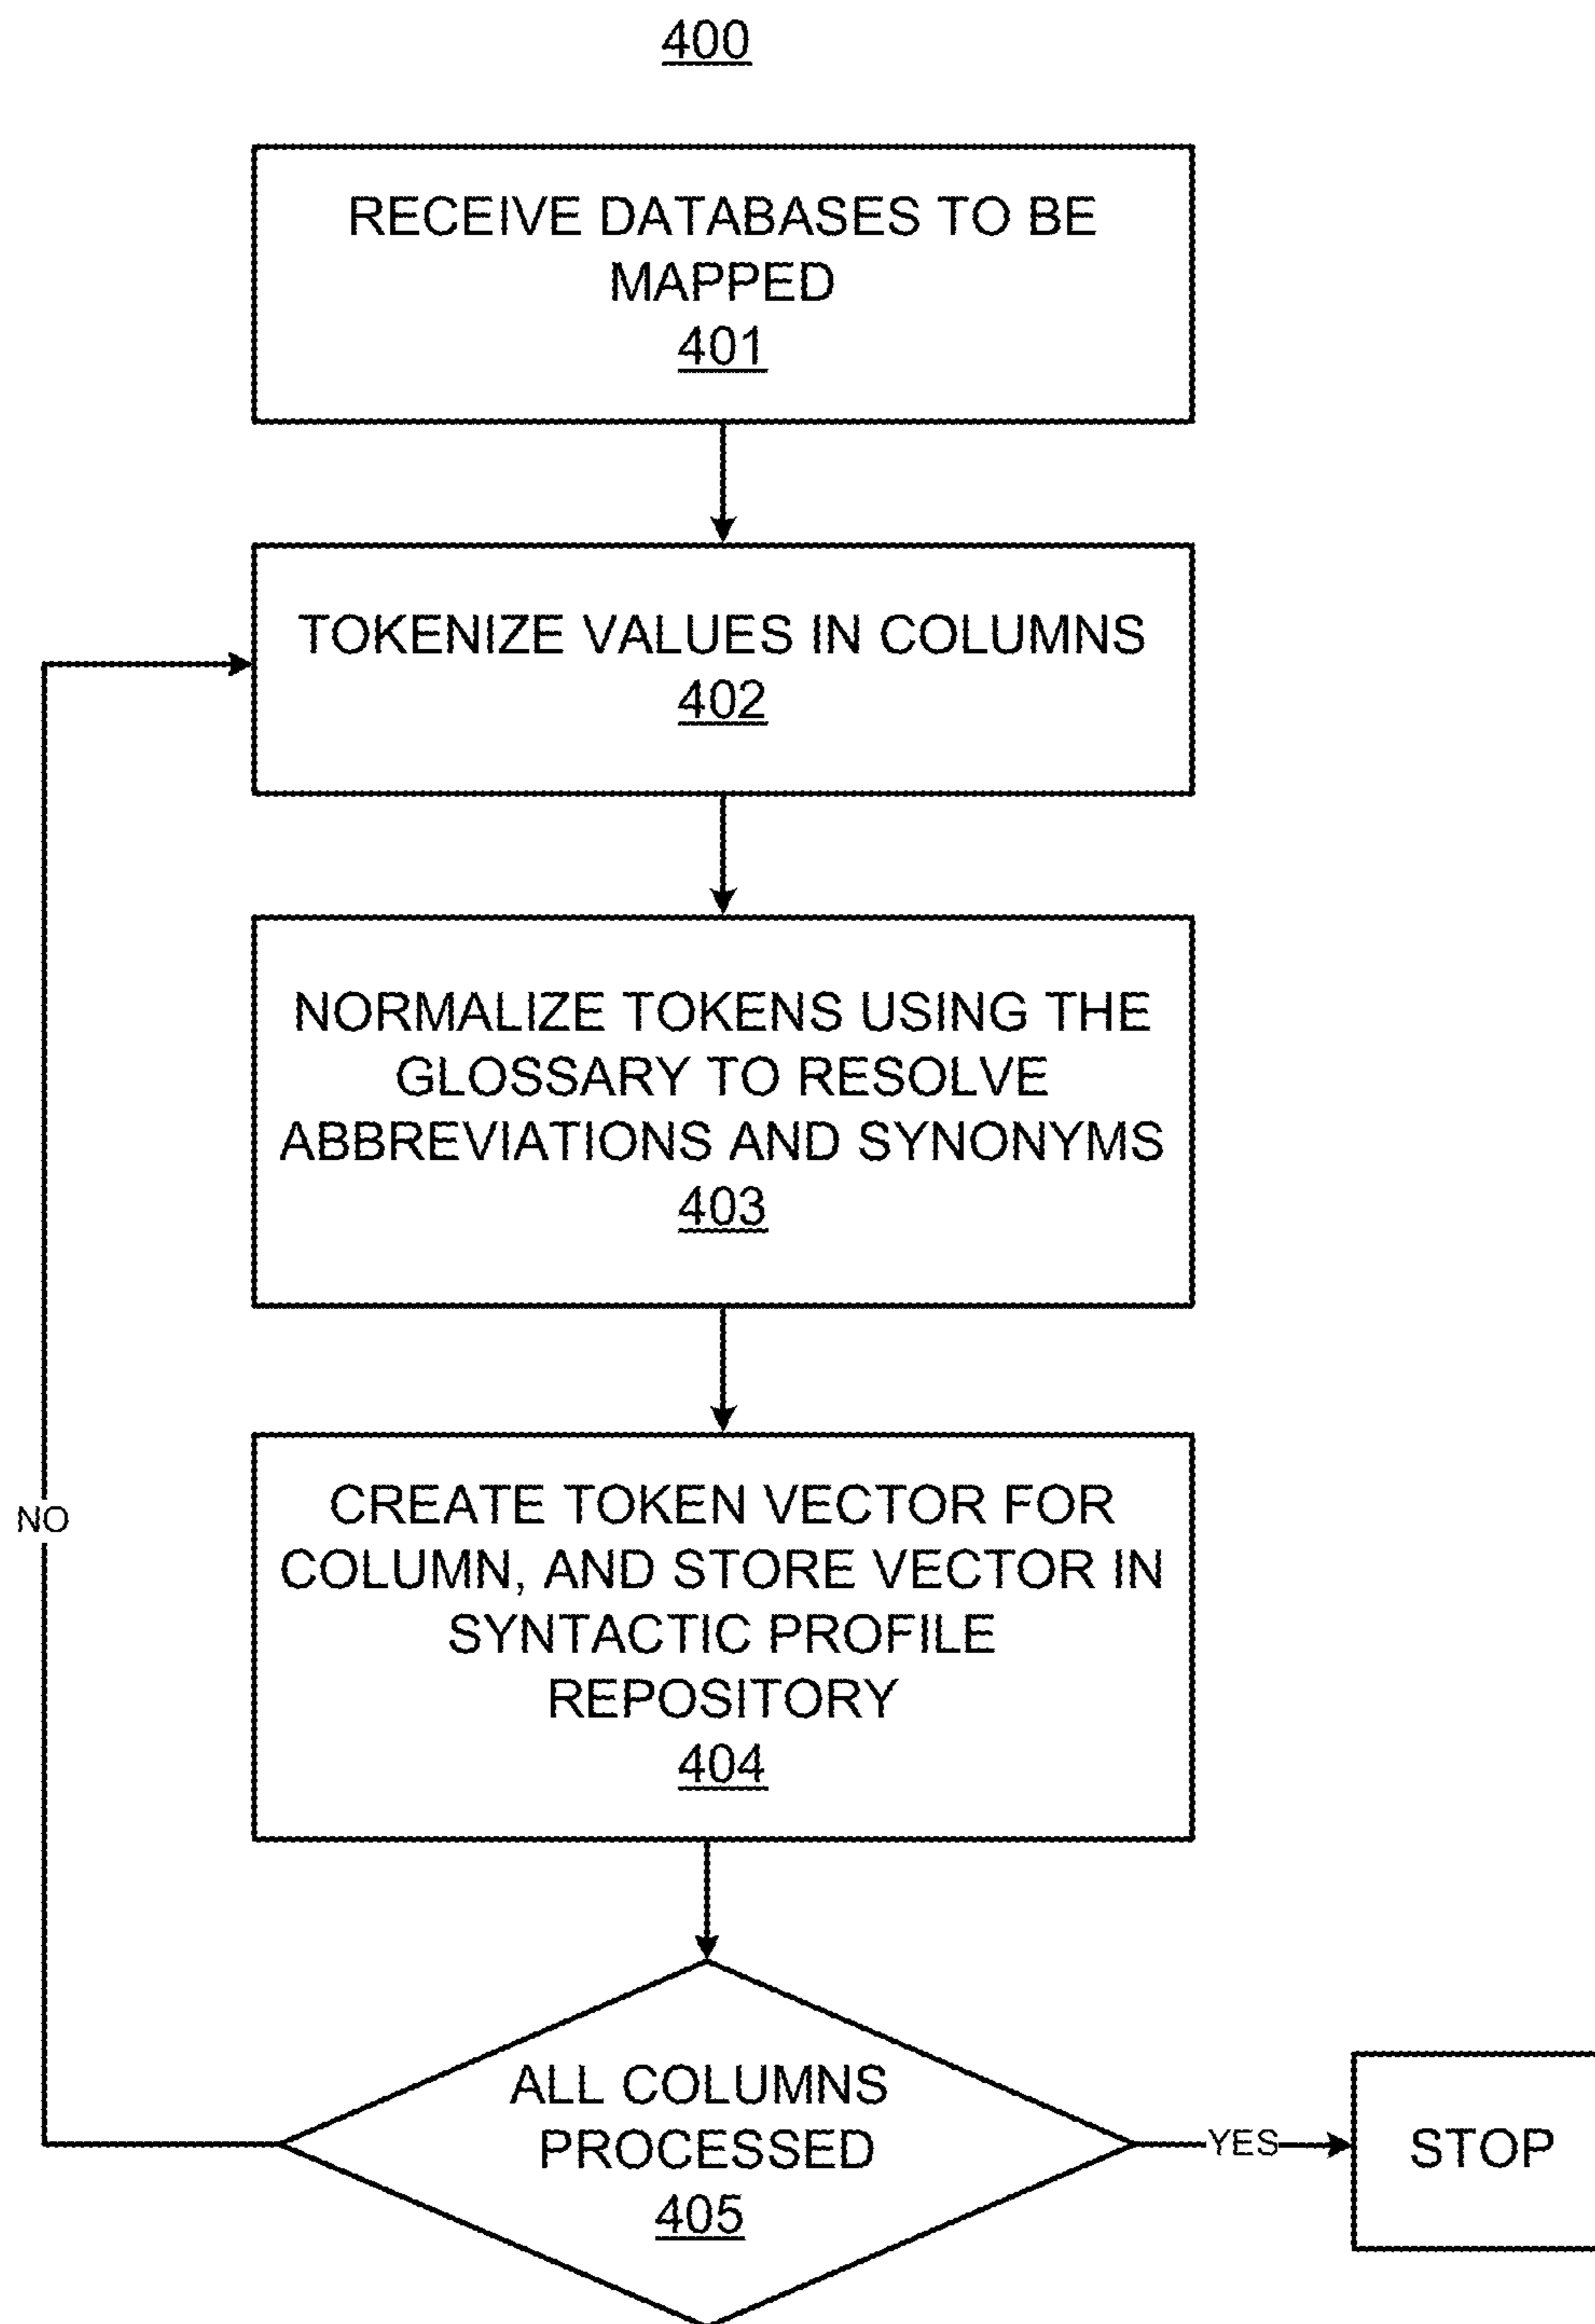 400
RECEIVE DATABASES TO BE
MAPPED
401
TOKENIZE VALUES IN COLUMNS
402
NORMALIZE TOKENS USING THE
GLOSSARY TO RESOLVE
ABBREVIATIONS AND SYNONYMS
403
CREATE TOKEN VECTOR FOR
COLUMN, AND STORE VECTOR IN
SYNTACTIC PROFILE
REPOSITORY
404
NO
ALL COLUMNS
PROCESSED
405
YES
STOP